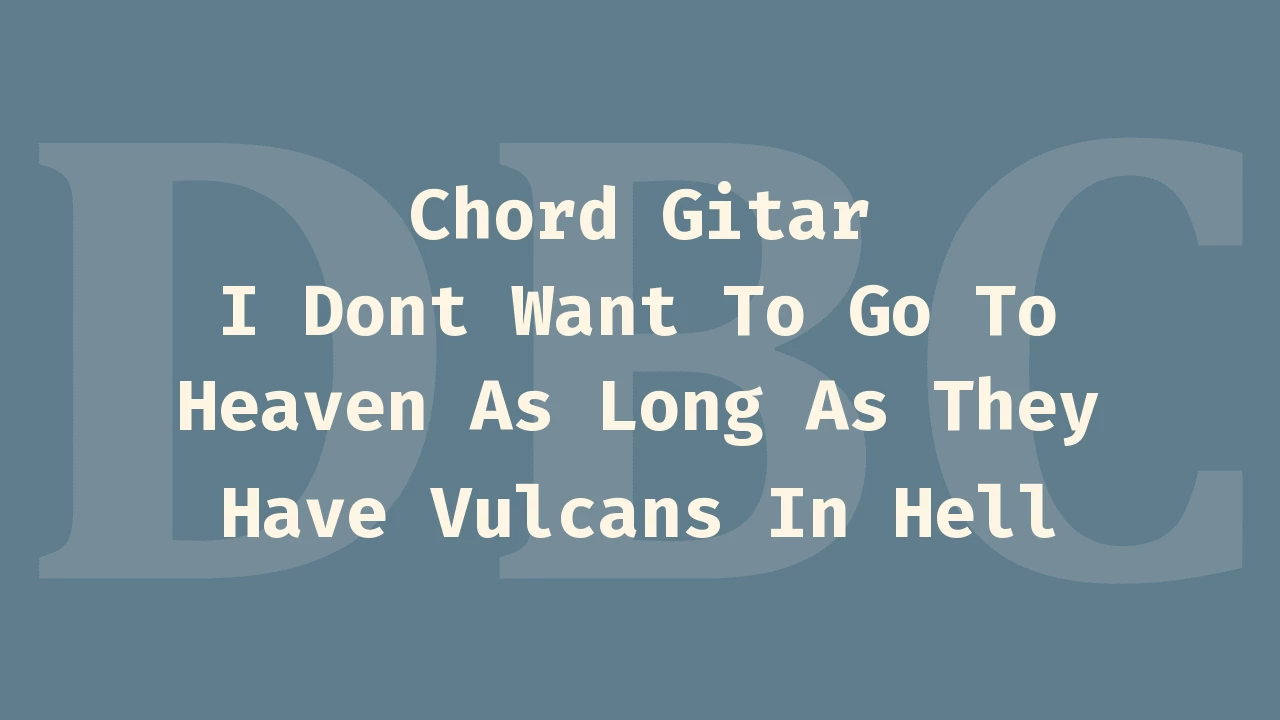 DBC
Chord Gitar
I Dont Want To Go To
Heaven As Long As They
Have Vulcans In Hell